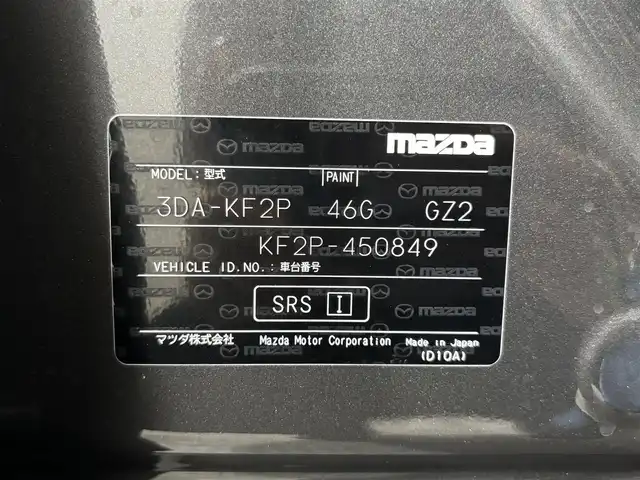 mazda
MODEL:型式 PAINT
3DA-KF2P 46G GZ2
KF2P-450849
VEHICLE ID.NO.:車台番号
SRS I
マツダ株式会社 Mazda Motor Corporation Made in Japan
(D10A)